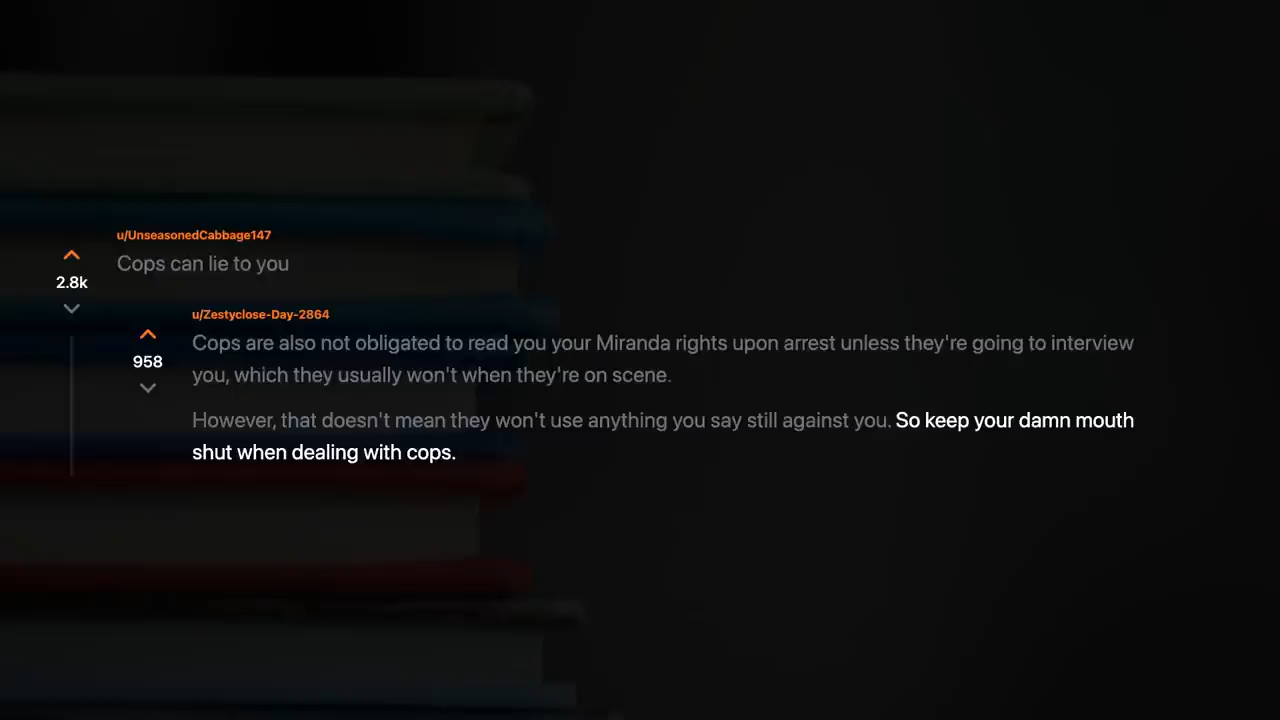 u/UnseasonedCabbage147
Cops can lie to you
2.8k
u/Zestyclose-Day-2864
Cops are also not obligated to read you your Miranda rights upon arrest unless they're going to interview
958
you, which they usually won't when they're on scene.
However, that doesn't mean they won't use anything you say still against you. So keep your damn mouth
shut when dealing with cops.